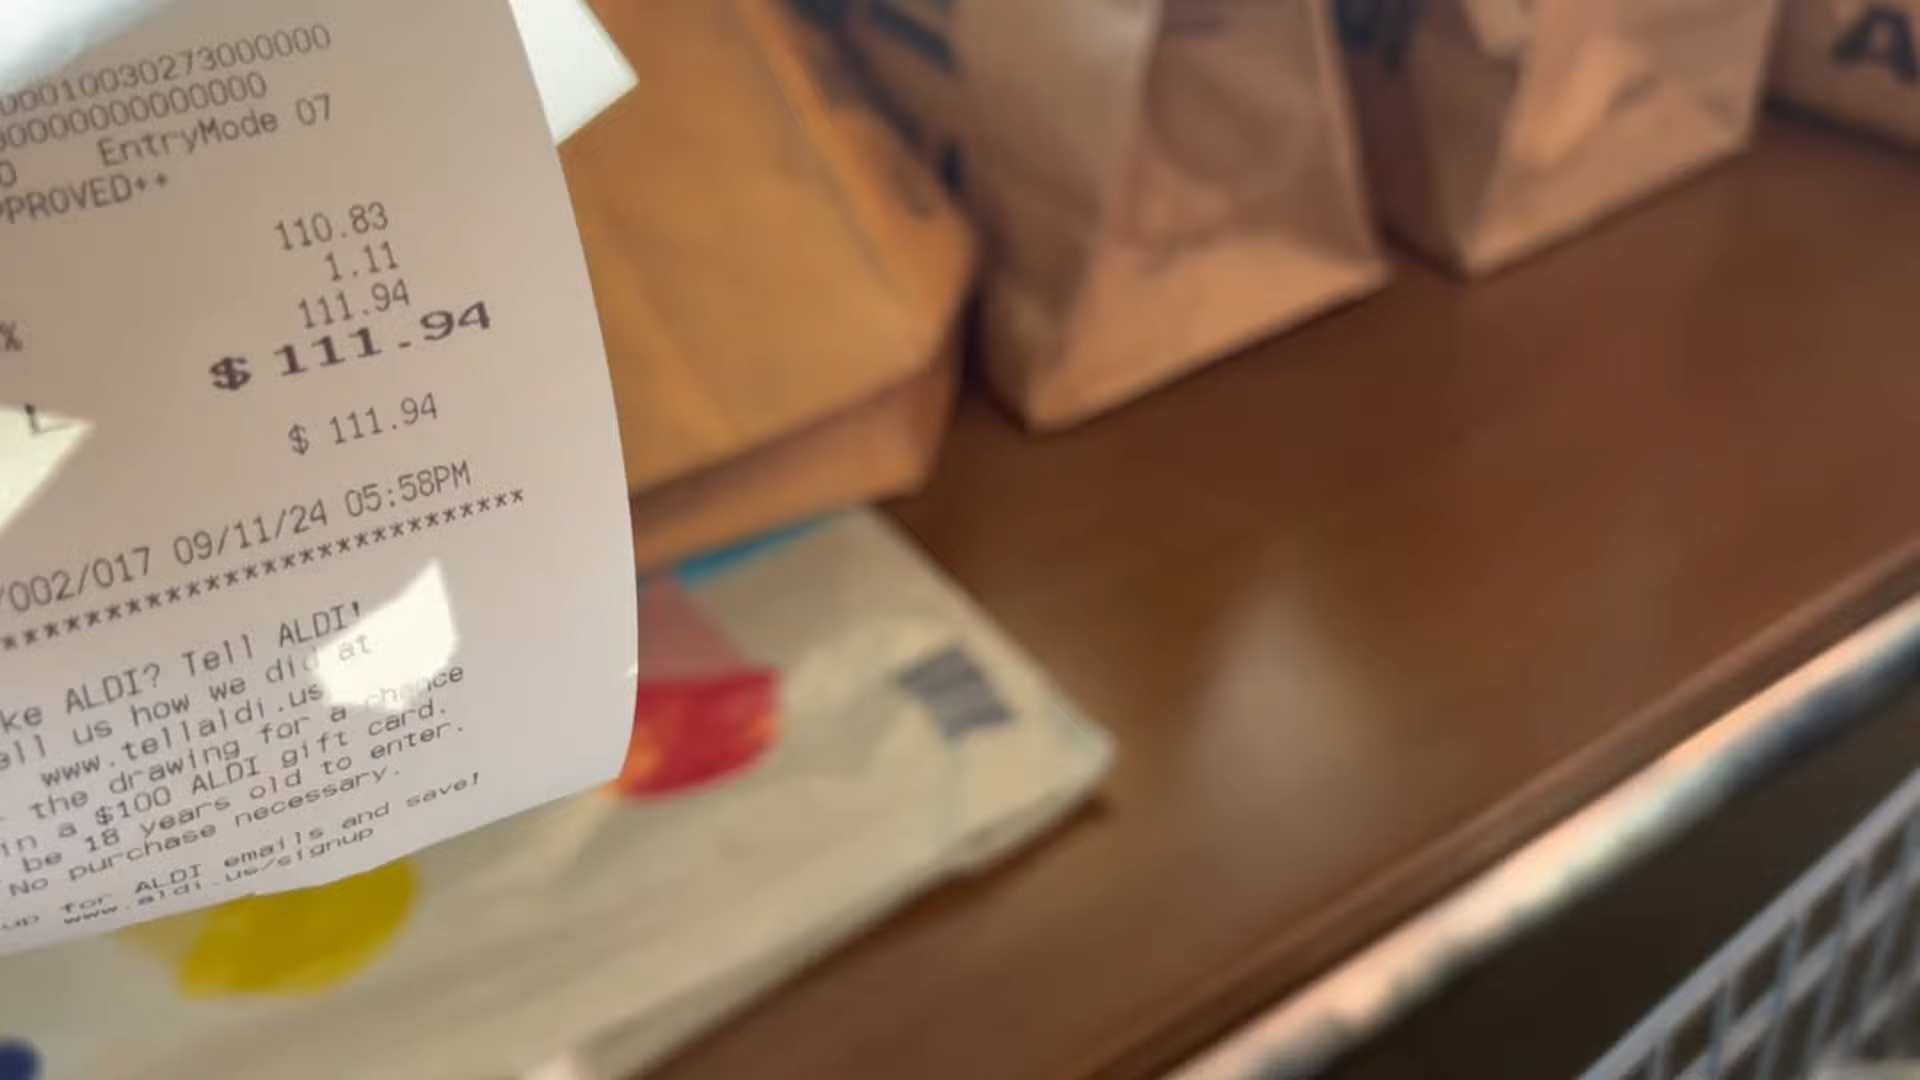 00010030273000000
0000000000000
EntryMode 07
PPROVED++
110.83
1.11
111.94
%
$ 111.94
$ 111.94
/002/017 09/11/24 05:58PM
************************
ke ALDI? Tell ALDI!
ell us how we did at
www.tellaldi.us
the drawing for a chance
in a $100 ALDI gift card.
be 18 years old to enter.
No purchase necessary.
up for ALDI emails and save!
www.aldi.us/signup
A